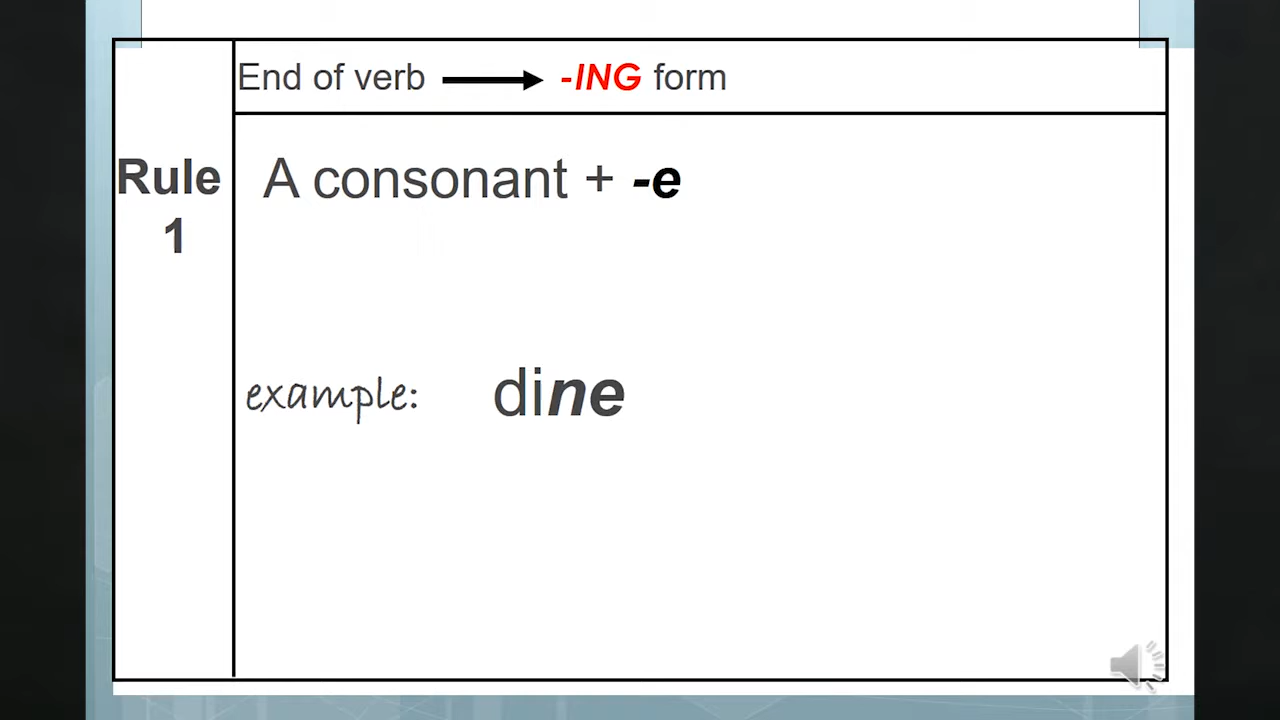 End of verb → -ING form
Rule
1
A consonant + -e
example: dine